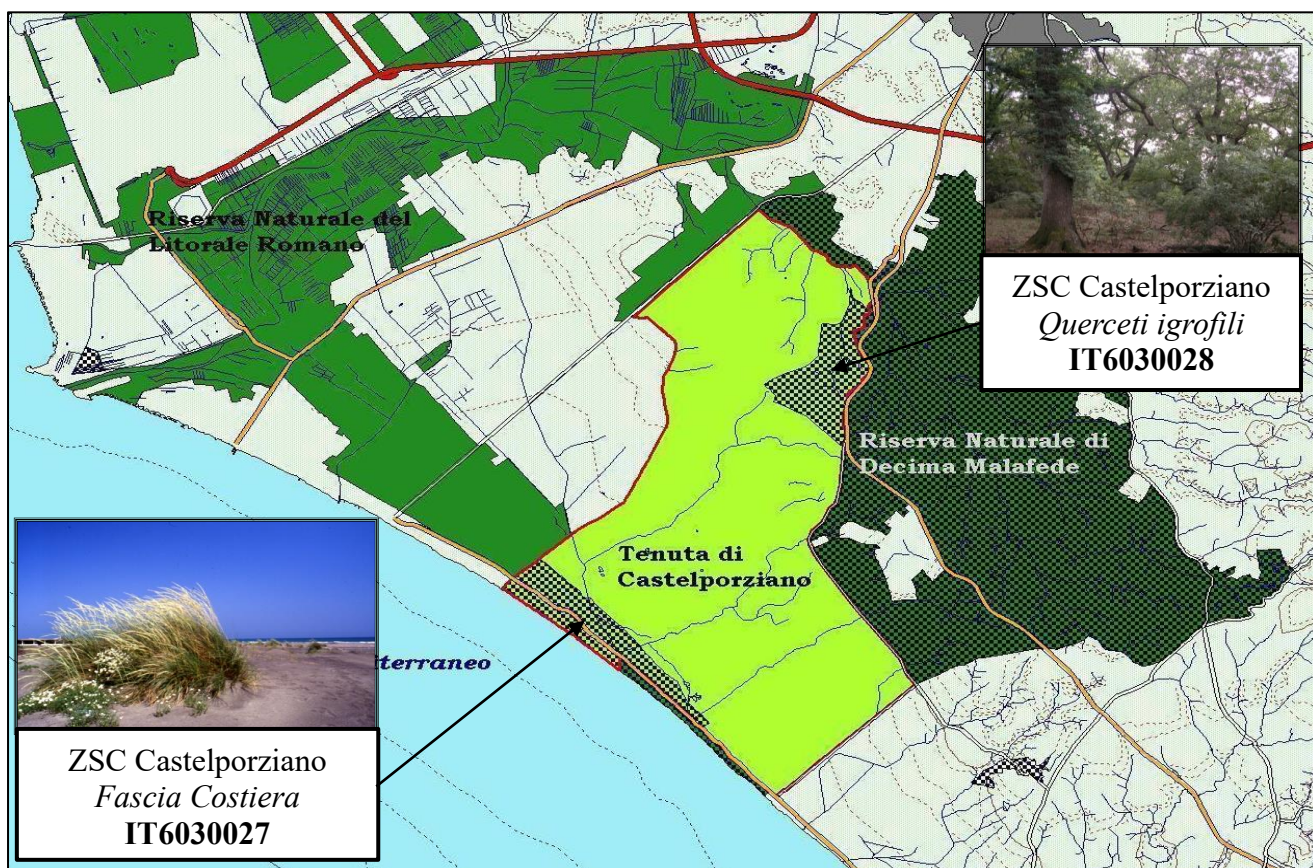 Riserva Naturale del
Litorale Romano
ZSC Castelporziano
Querceti igrofili
IT6030028
Riserva Naturale di
Decima Malafede
Tenuta di
Castelporziano
terraneo
ZSC Castelporziano
Fascia Costiera
IT6030027